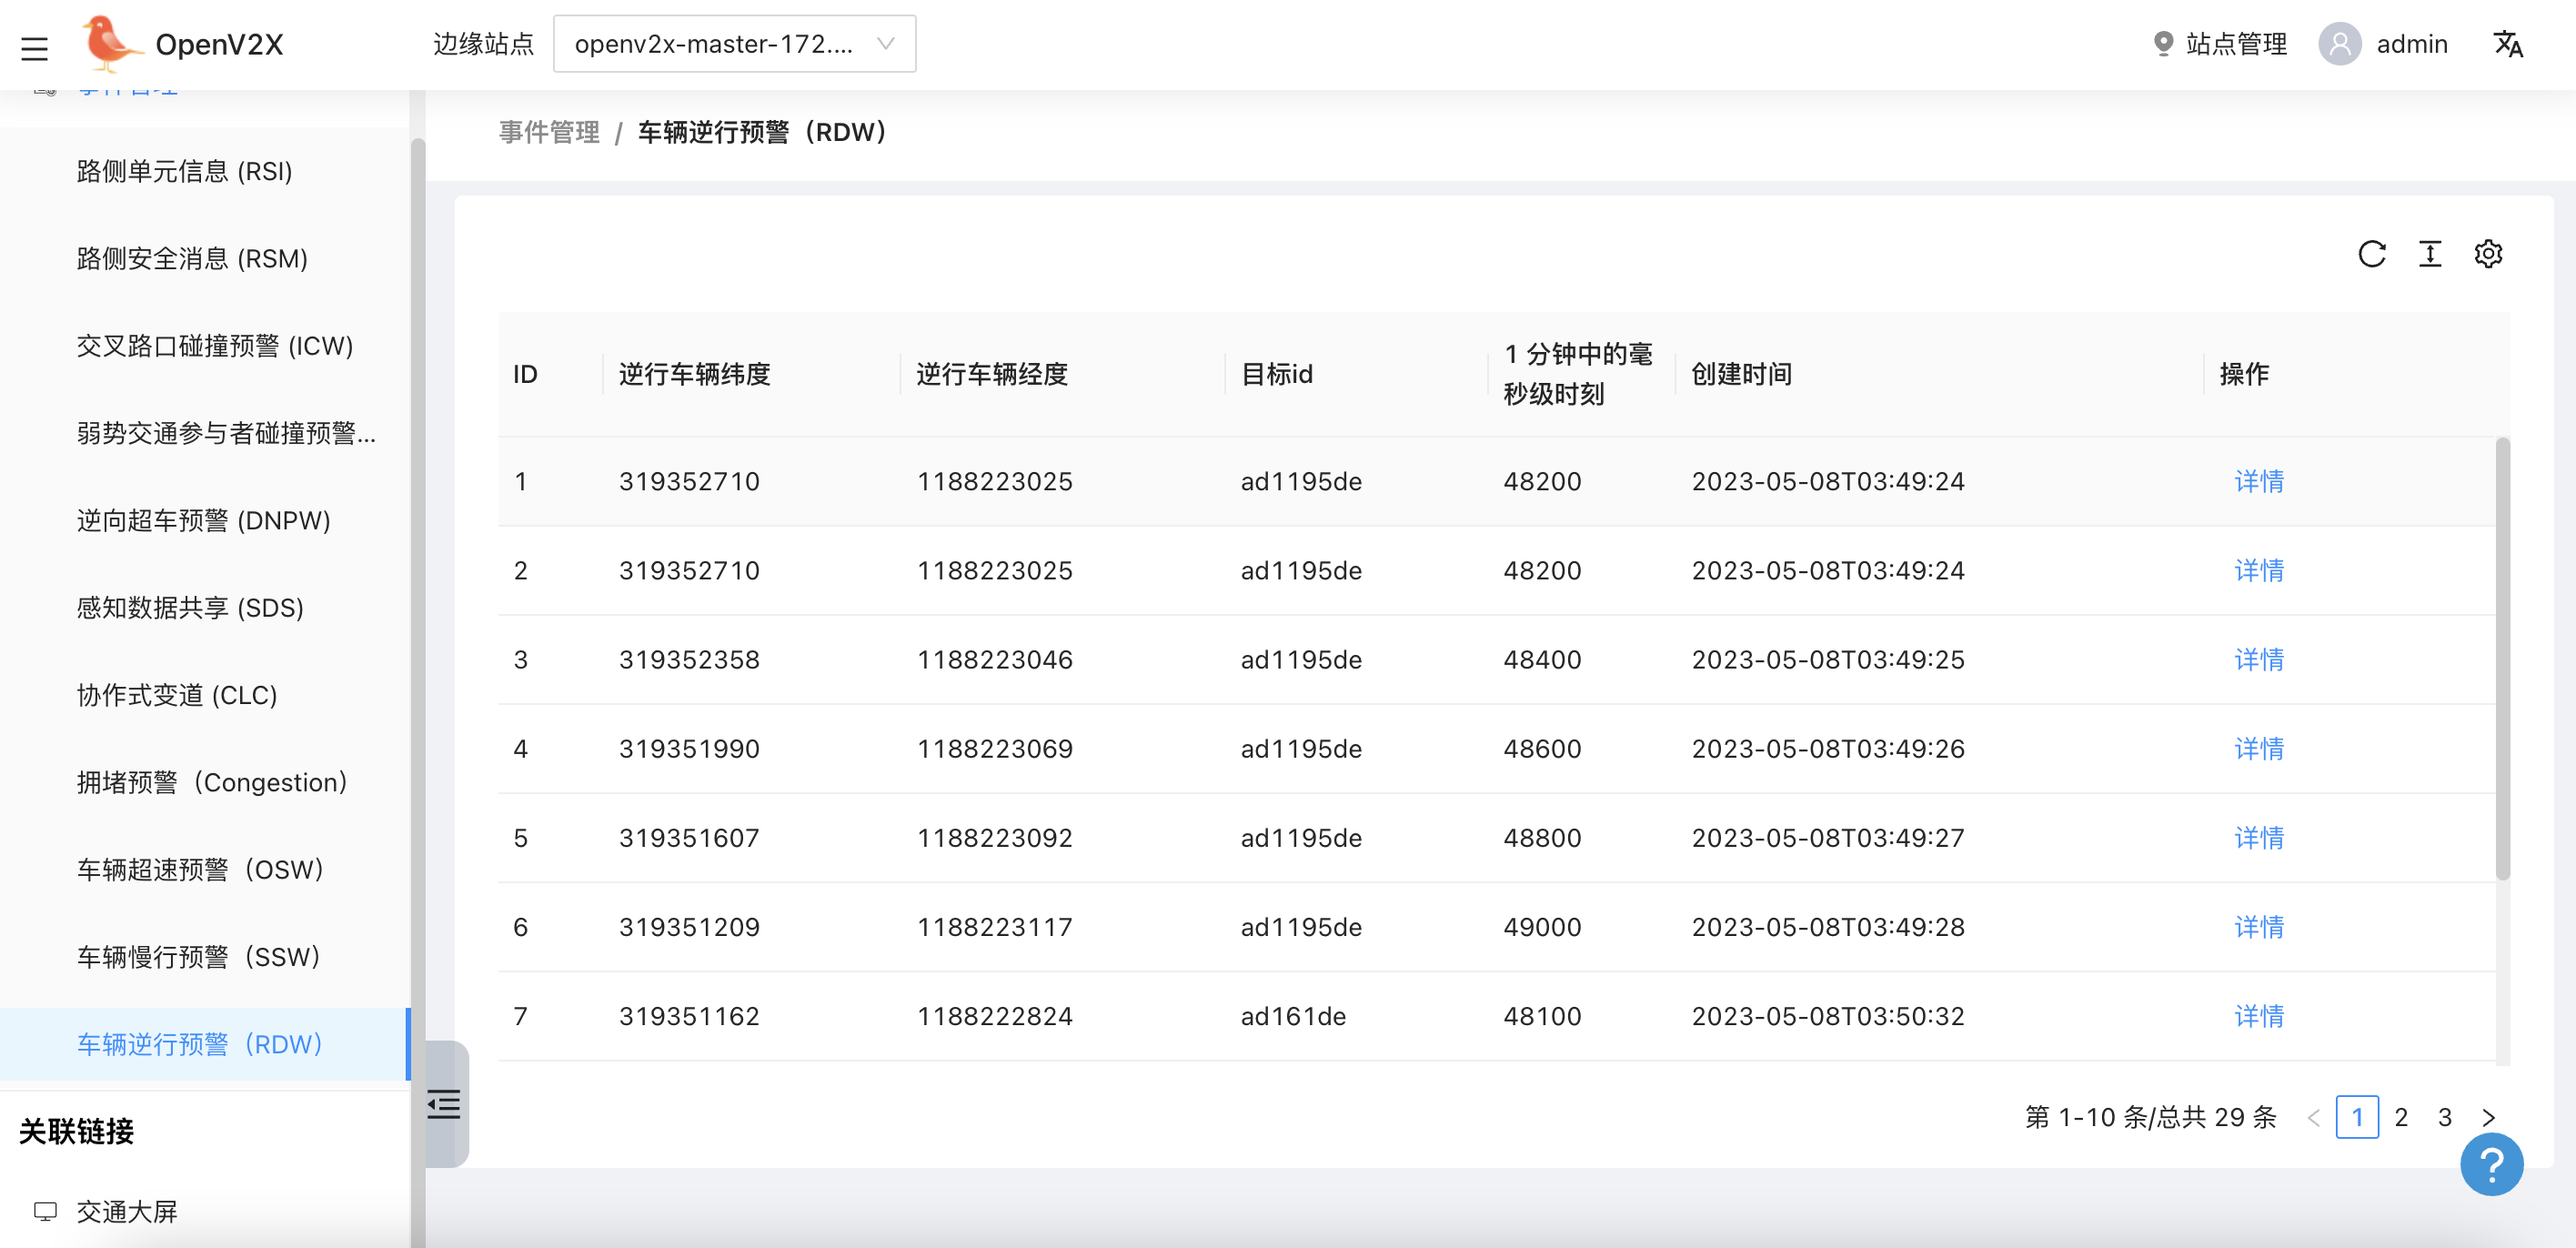 OpenV2X
边缘站点
openv2x-master-172....
站点管理
admin
事件管理
路侧单元信息 (RSI)
路侧安全消息 (RSM)
交叉路口碰撞预警 (ICW)
弱势交通参与者碰撞预警...
逆向超车预警 (DNPW)
感知数据共享 (SDS)
协作式变道 (CLC)
拥堵预警（Congestion）
车辆超速预警（OSW）
车辆慢行预警（SSW）
车辆逆行预警（RDW）
关联链接
交通大屏
事件管理 / 车辆逆行预警（RDW）
ID 逆行车辆纬度 逆行车辆经度 目标id 1 分钟中的毫秒级时刻 创建时间 操作
1 319352710 1188223025 ad1195de 48200 2023-05-08T03:49:24 详情
2 319352710 1188223025 ad1195de 48200 2023-05-08T03:49:24 详情
3 319352358 1188223046 ad1195de 48400 2023-05-08T03:49:25 详情
4 319351990 1188223069 ad1195de 48600 2023-05-08T03:49:26 详情
5 319351607 1188223092 ad1195de 48800 2023-05-08T03:49:27 详情
6 319351209 1188223117 ad1195de 49000 2023-05-08T03:49:28 详情
7 319351162 1188222824 ad161de 48100 2023-05-08T03:50:32 详情
第 1-10 条/总共 29 条 < 1 2 3 >
?